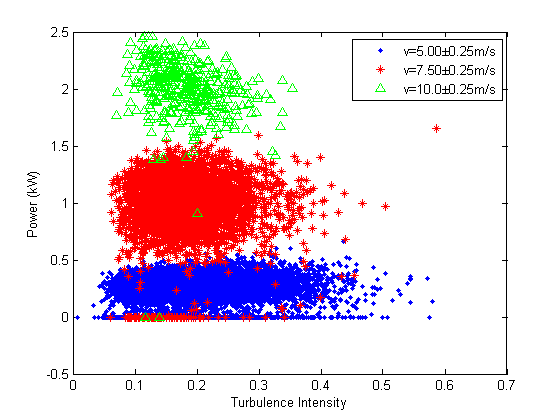 2.5
2
1.5
1
0.5
0
-0.5
Power (kW)
v=5.00±0.25m/s
v=7.50±0.25m/s
v=10.0±0.25m/s
0 0.1 0.2 0.3 0.4 0.5 0.6 0.7
Turbulence Intensity